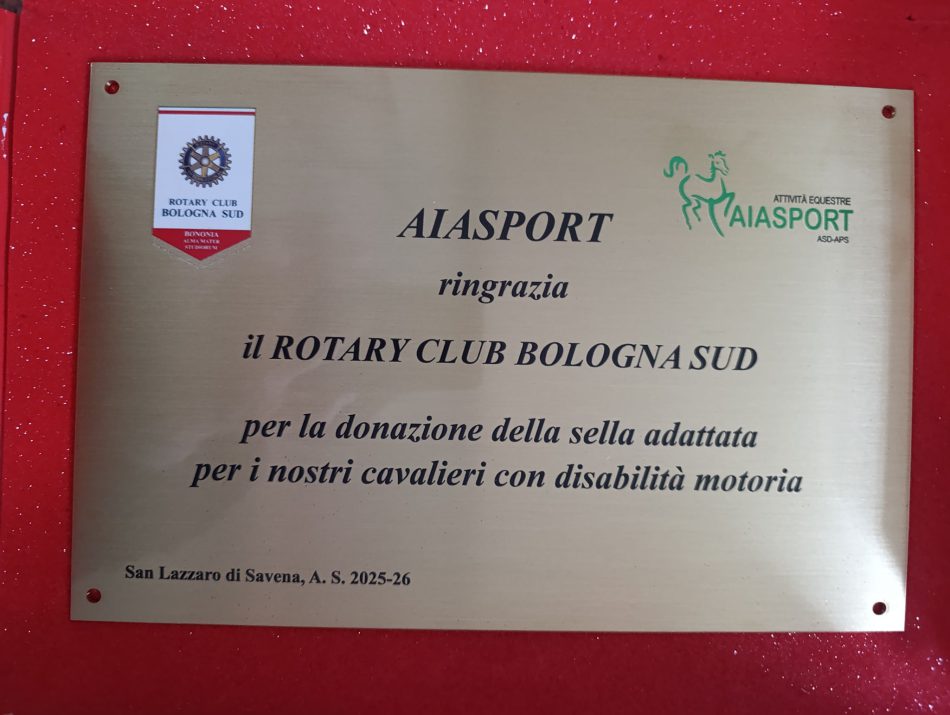 ROTARY CLUB
BOLOGNA SUD
BONONIA
ALMA MATER
STUDIORUM
ATTIVITÀ EQUESTRE
AIASPORT
ASD-APS
AIASPORT
ringrazia
il ROTARY CLUB BOLOGNA SUD
per la donazione della sella adattata
per i nostri cavalieri con disabilità motoria
San Lazzaro di Savena, A. S. 2025-26